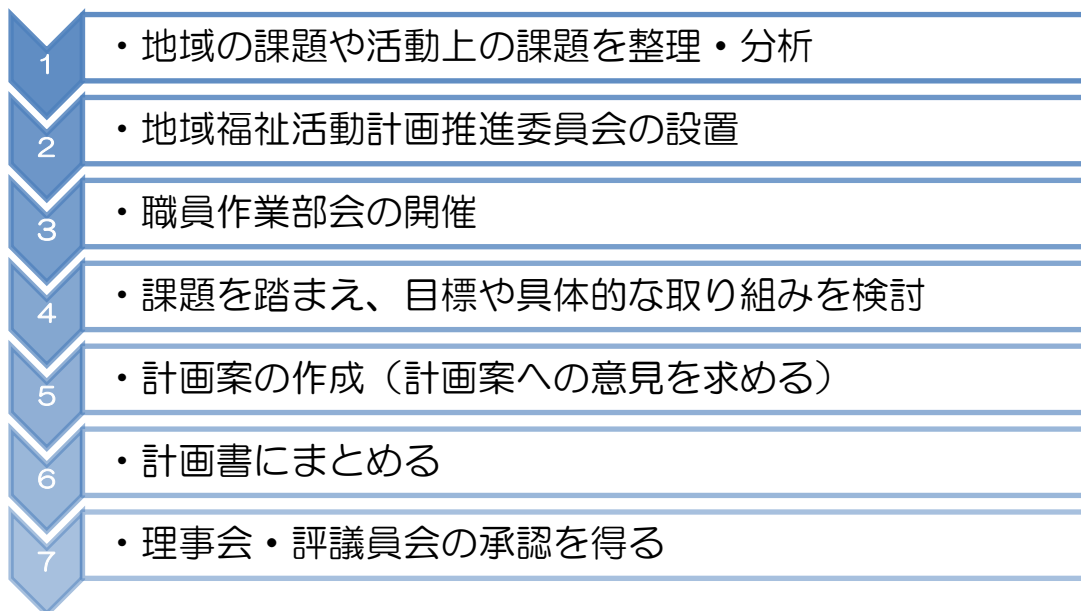 1 ・地域の課題や活動上の課題を整理・分析
2 ・地域福祉活動計画推進委員会の設置
3 ・職員作業部会の開催
4 ・課題を踏まえ、目標や具体的な取り組みを検討
5 ・計画案の作成（計画案への意見を求める）
6 ・計画書にまとめる
7 ・理事会・評議員会の承認を得る